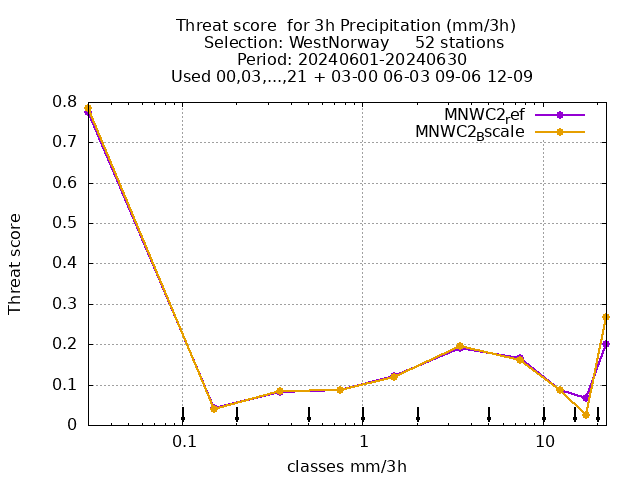 Threat score  for 3h Precipitation (mm/3h)
Selection: WestNorway     52 stations
Period: 20240601-20240630
Used 00,03,...,21 + 03-00 06-03 09-06 12-09
MNWC2_ref
MNWC2_Bscale
0.8
0.7
0.6
0.5
0.4
0.3
0.2
0.1
0
Threat score
0.1 1 10
classes mm/3h